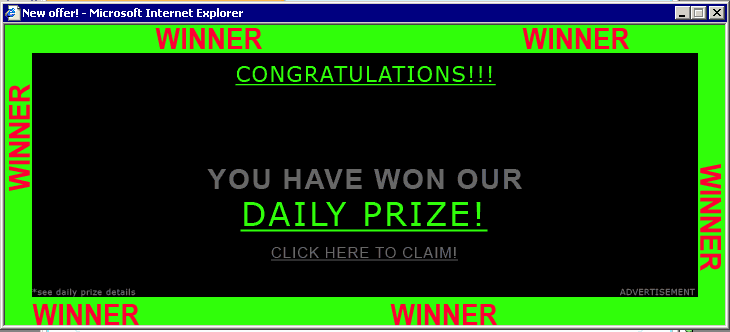 New offer! - Microsoft Internet Explorer
WINNER WINNER
CONGRATULATIONS!!!
WINNER
YOU HAVE WON OUR
WINNER
DAILY PRIZE!
CLICK HERE TO CLAIM!
*see daily prize details ADVERTISEMENT
WINNER WINNER